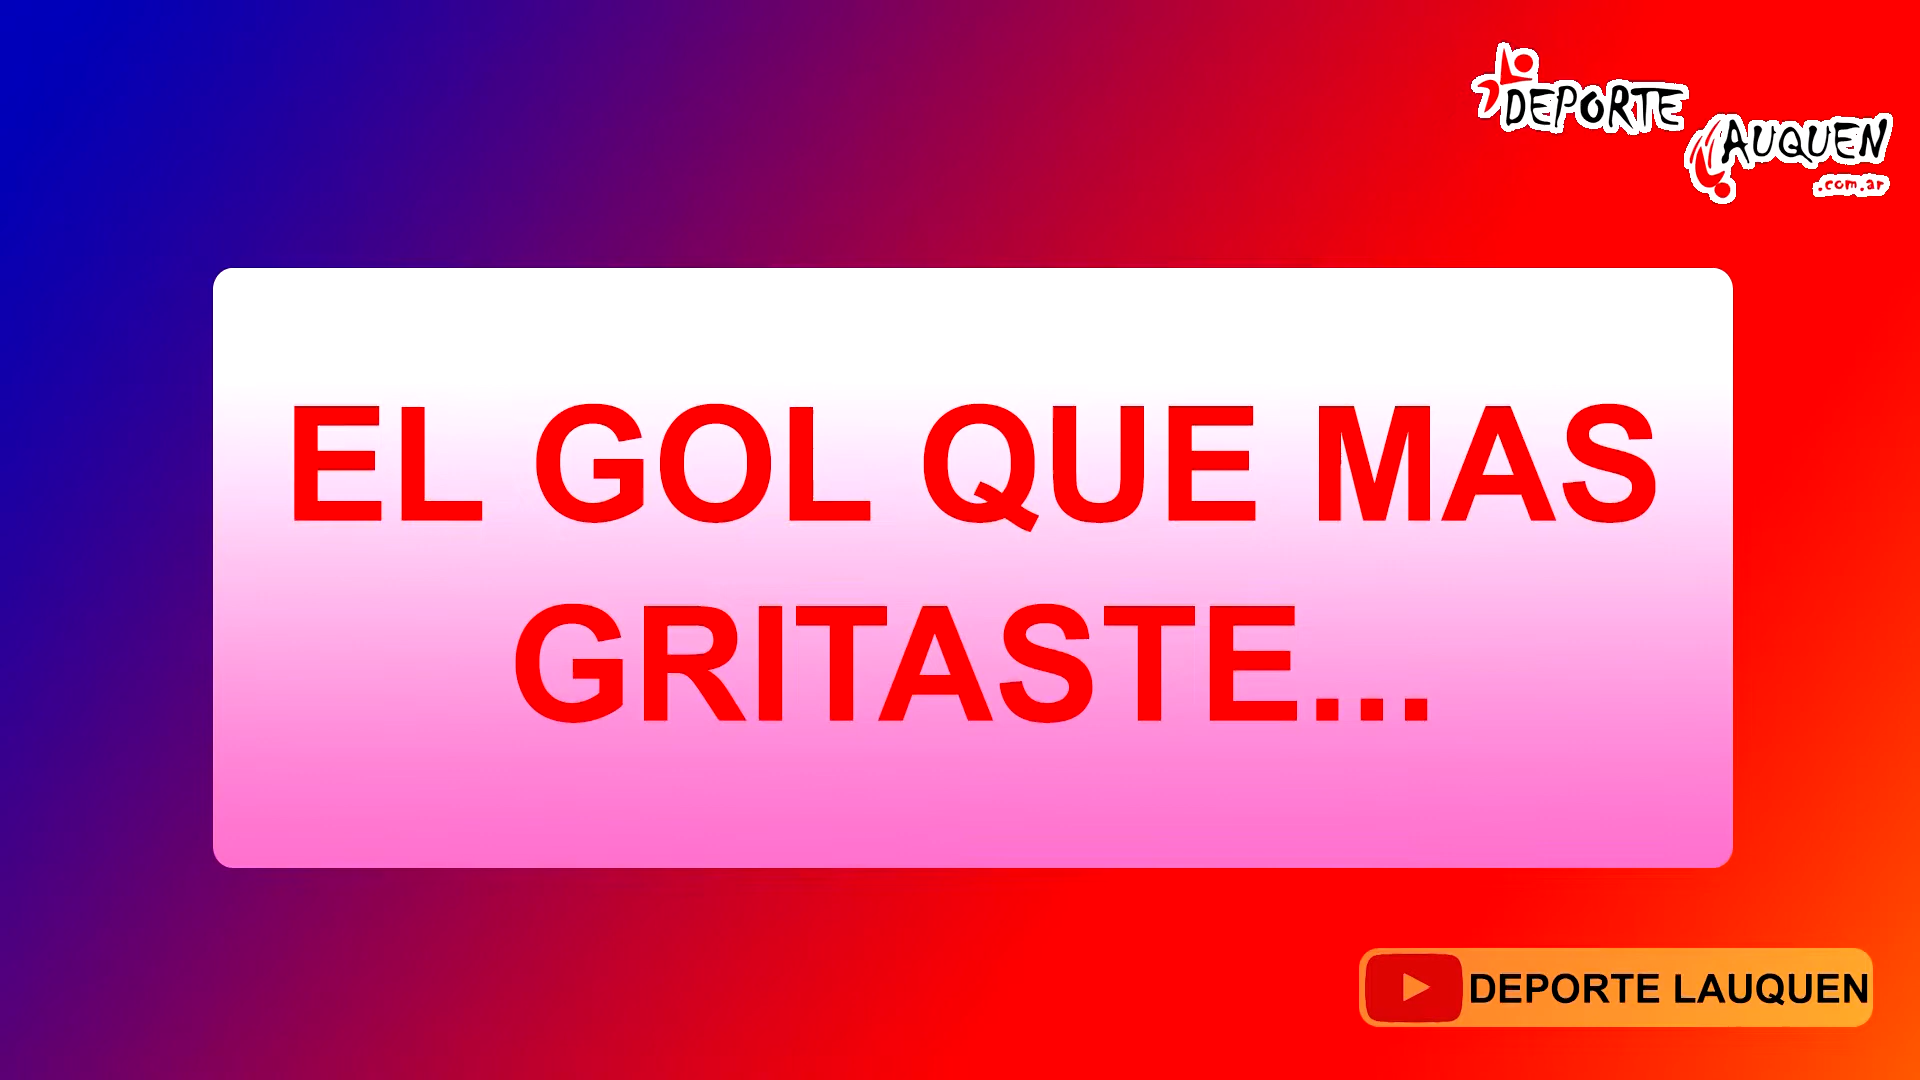 DEPORTE
LAUQUEN
.com.ar
EL GOL QUE MAS
GRITASTE...
DEPORTE LAUQUEN